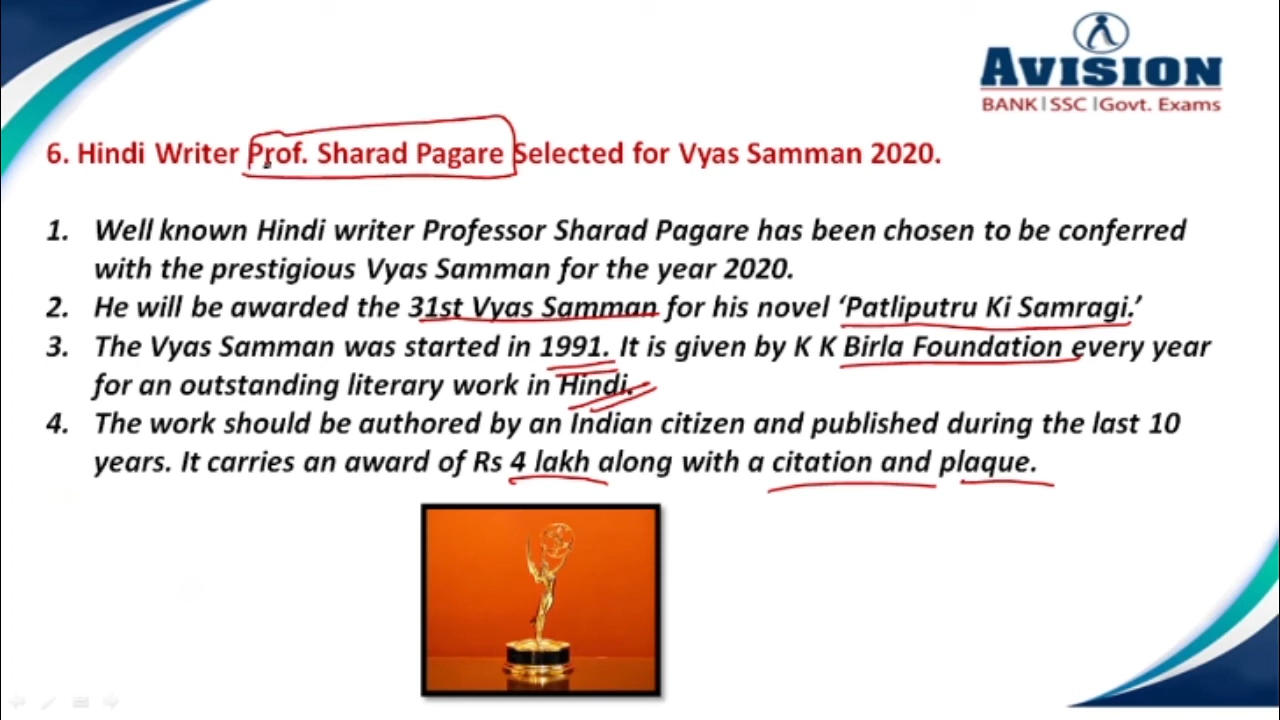 AVISION
BANK | SSC | Govt. Exams
6. Hindi Writer Prof. Sharad Pagare Selected for Vyas Samman 2020.
1. Well known Hindi writer Professor Sharad Pagare has been chosen to be conferred
with the prestigious Vyas Samman for the year 2020.
2. He will be awarded the 31st Vyas Samman for his novel ‘Patliputru Ki Samragi.’
3. The Vyas Samman was started in 1991. It is given by K K Birla Foundation every year
for an outstanding literary work in Hindi.
4. The work should be authored by an Indian citizen and published during the last 10
years. It carries an award of Rs 4 lakh along with a citation and plaque.